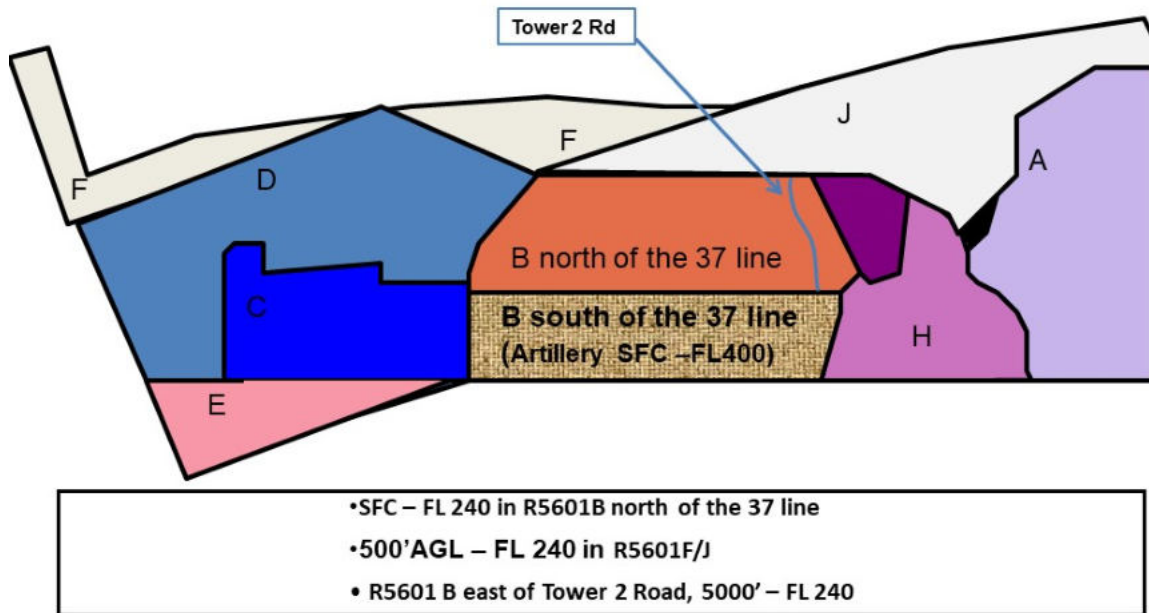 Tower 2 Rd
J
F
A
D
F
B north of the 37 line
C
B south of the 37 line
(Artillery SFC –FL400)
H
E
•SFC – FL 240 in R5601B north of the 37 line
•500'AGL – FL 240 in R5601F/J
• R5601 B east of Tower 2 Road, 5000' – FL 240